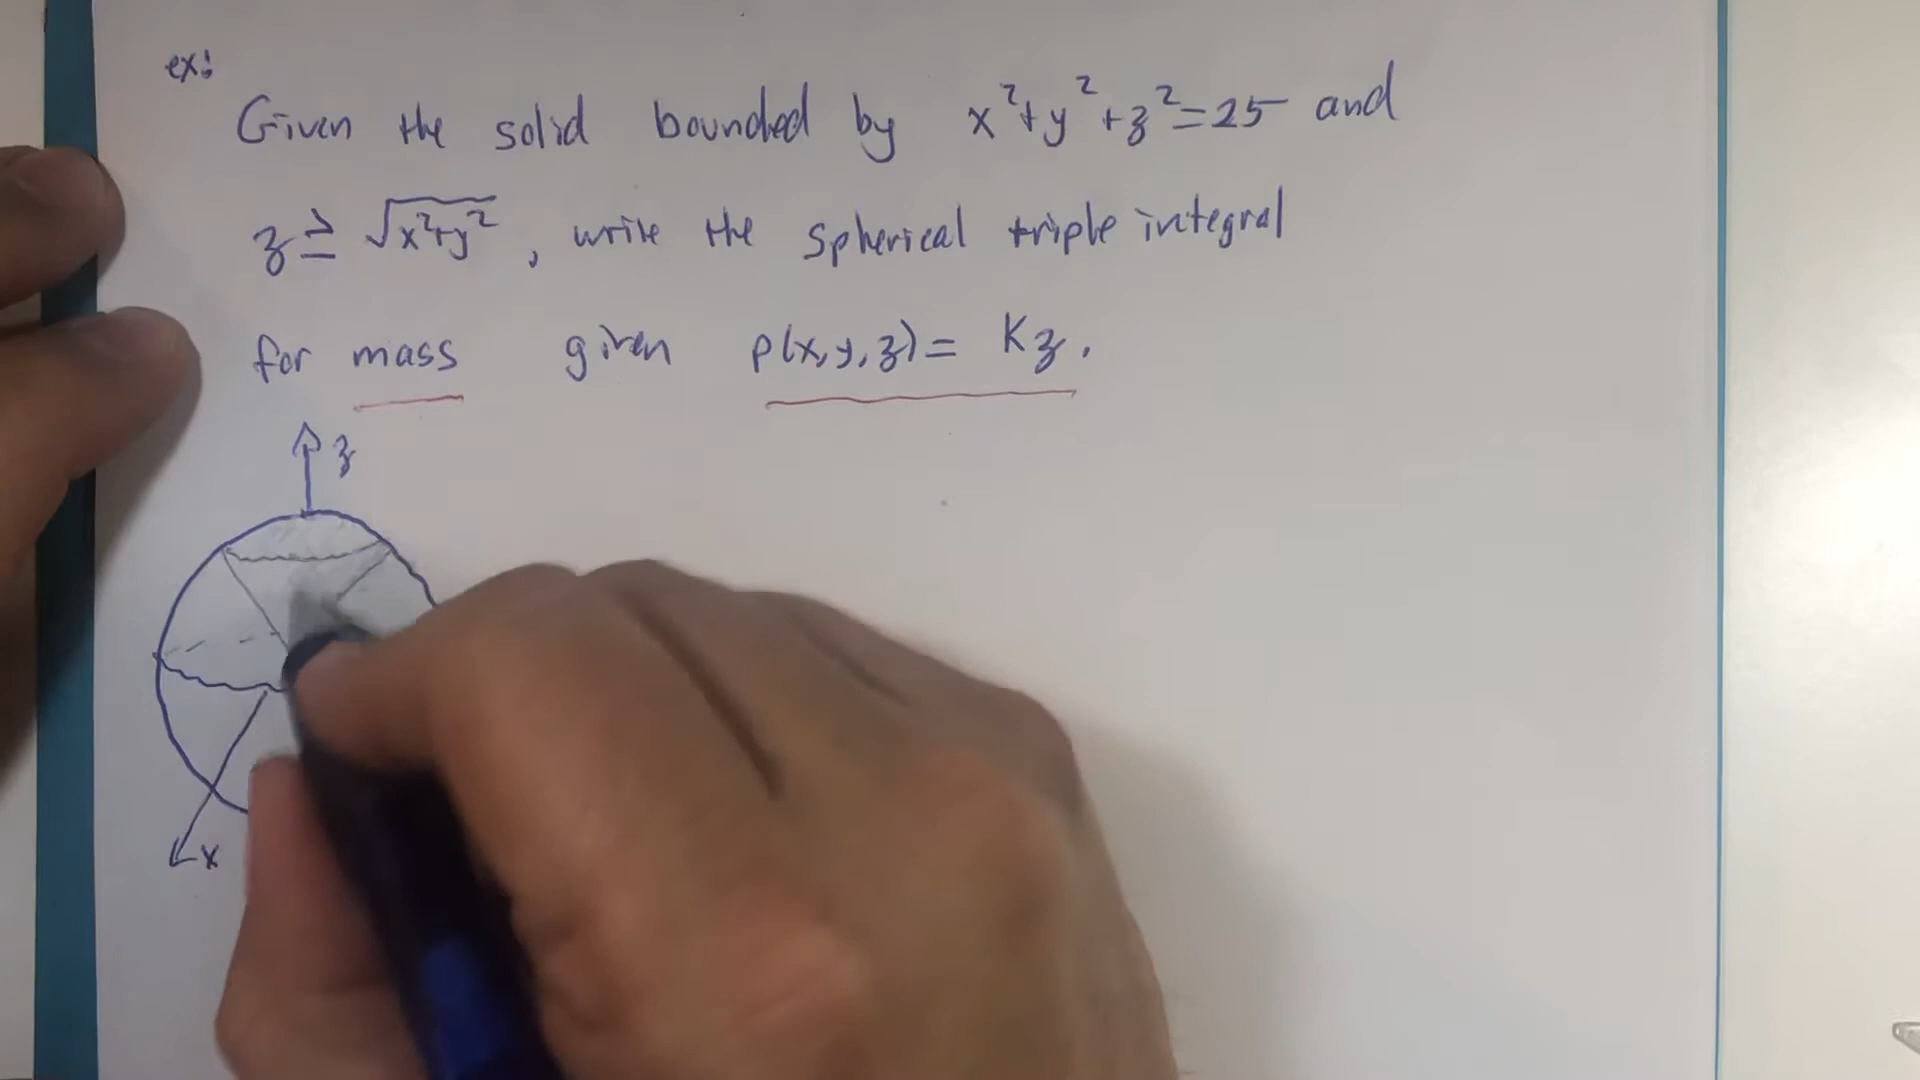 ex:
Given the solid bounded by x²+y²+z²=25 and
z ≥ √x²+y², write the spherical triple integral
for mass given ρ(x,y,z)= Kz.
z
x